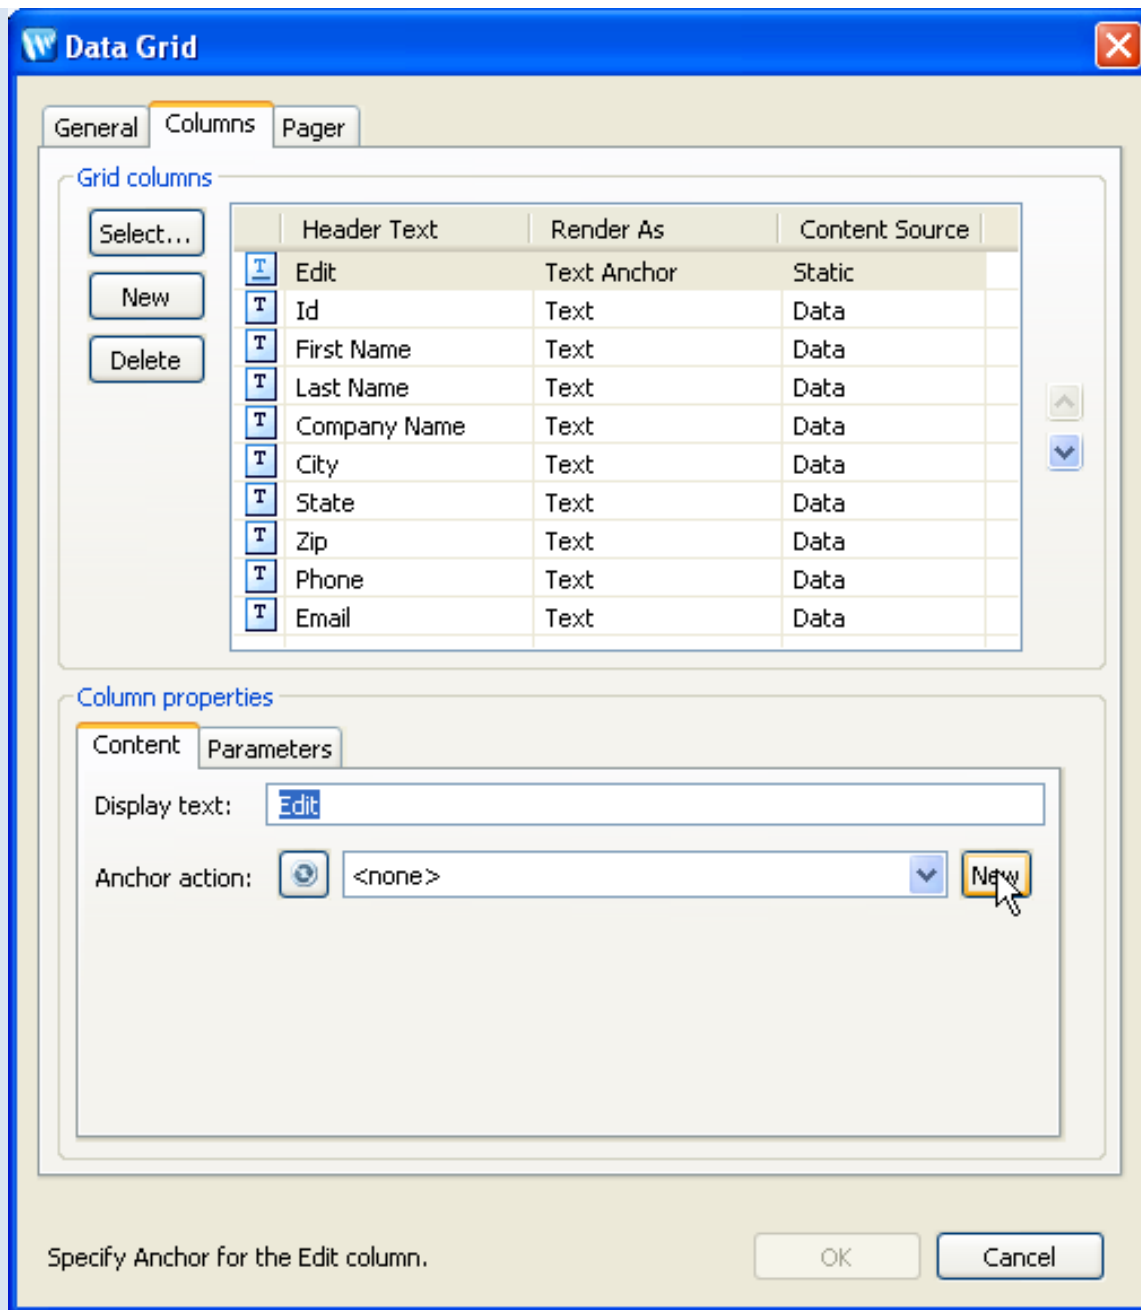 Data Grid
General Columns Pager
Grid columns
Select...
New
Delete
Header Text Render As Content Source
Edit Text Anchor Static
Id Text Data
First Name Text Data
Last Name Text Data
Company Name Text Data
City Text Data
State Text Data
Zip Text Data
Phone Text Data
Email Text Data
Column properties
Content Parameters
Display text: Edit
Anchor action: <none> New
Specify Anchor for the Edit column. OK Cancel